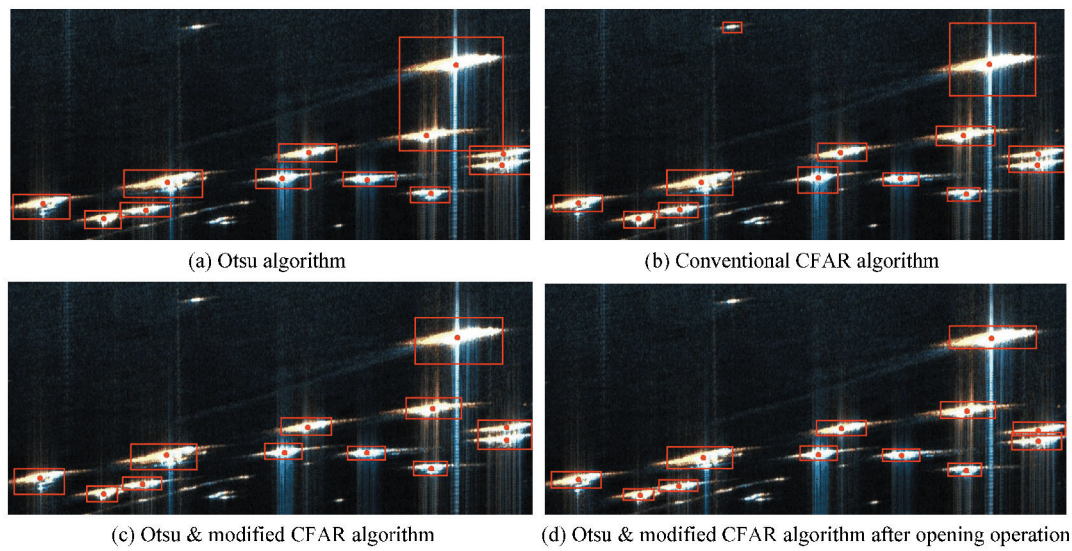 (a) Otsu algorithm
(b) Conventional CFAR algorithm
(c) Otsu & modified CFAR algorithm
(d) Otsu & modified CFAR algorithm after opening operation